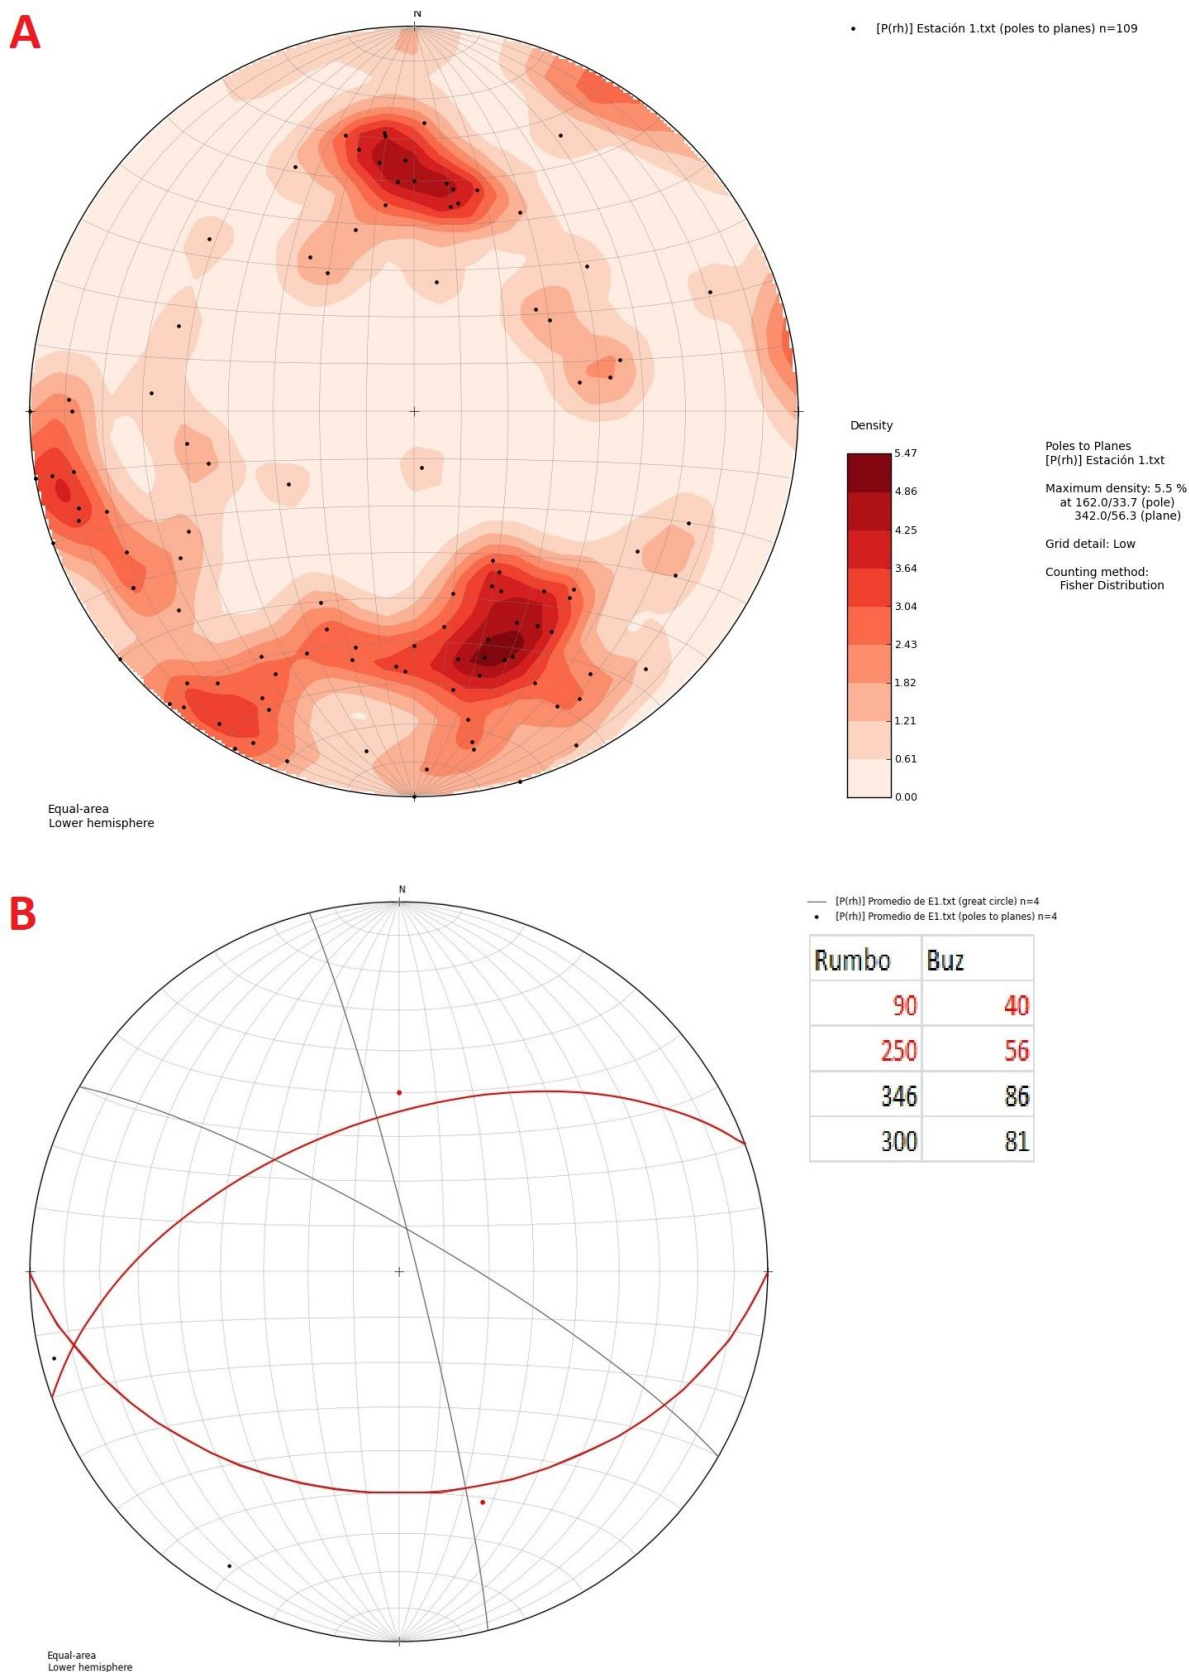 A
N
[P(rh)] Estación 1.txt (poles to planes) n=109
Density
5.47
4.86
4.25
3.64
3.04
2.43
1.82
1.21
0.61
0.00
Poles to Planes
[P(rh)] Estación 1.txt
Maximum density: 5.5 %
at 162.0/33.7 (pole)
342.0/56.3 (plane)
Grid detail: Low
Counting method:
Fisher Distribution
Equal-area
Lower hemisphere
B
N
[P(rh)] Promedio de E1.txt (great circle) n=4
[P(rh)] Promedio de E1.txt (poles to planes) n=4
Rumbo Buz
90 40
250 56
346 86
300 81
Equal-area
Lower hemisphere